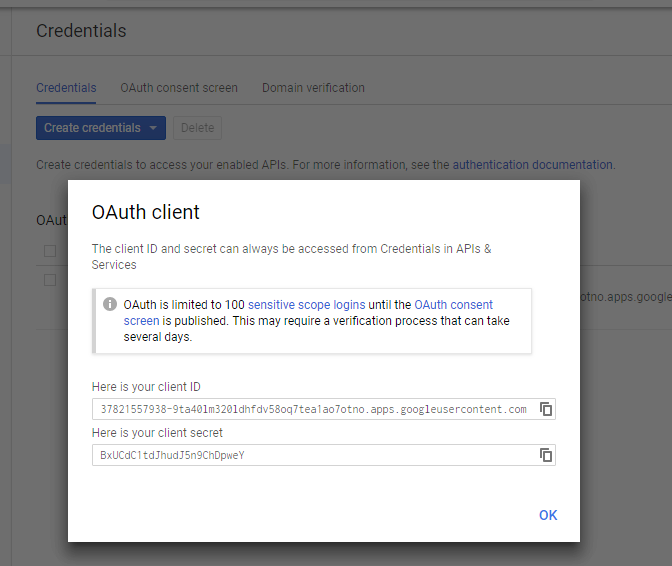 Credentials
Credentials OAuth consent screen Domain verification
Create credentials Delete
Create credentials to access your enabled APIs. For more information, see the authentication documentation.
OAut
OAuth client
The client ID and secret can always be accessed from Credentials in APIs &
Services
OAuth is limited to 100 sensitive scope logins until the OAuth consent
screen is published. This may require a verification process that can take
several days.
otno.apps.google
Here is your client ID
37821557938-9ta40lm320ldhfdv58oq7tea1ao7otno.apps.googleusercontent.com
Here is your client secret
BxUCdC1tdJhudJ5n9ChDpweY
OK